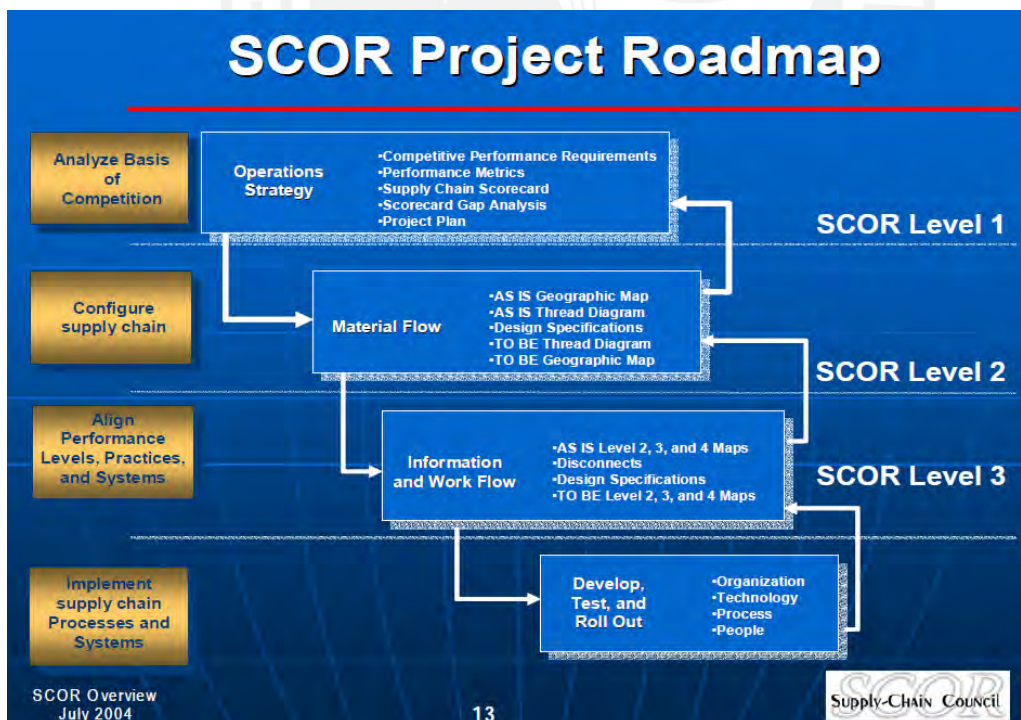 SCOR Project Roadmap
Analyze Basis
of
Competition
Operations
Strategy
•Competitive Performance Requirements
•Performance Metrics
•Supply Chain Scorecard
•Scorecard Gap Analysis
•Project Plan
SCOR Level 1
Configure
supply chain
Material Flow
•AS IS Geographic Map
•AS IS Thread Diagram
•Design Specifications
•TO BE Thread Diagram
•TO BE Geographic Map
SCOR Level 2
Align
Performance
Levels, Practices,
and Systems
Information
and Work Flow
•AS IS Level 2, 3, and 4 Maps
•Disconnects
•Design Specifications
•TO BE Level 2, 3, and 4 Maps
SCOR Level 3
Implement
supply chain
Processes and
Systems
Develop,
Test, and
Roll Out
•Organization
•Technology
•Process
•People
SCOR Overview
July 2004
13
SCOR
Supply-Chain Council